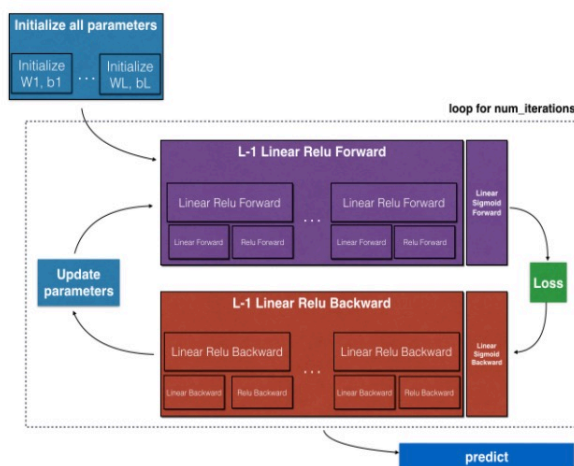 Initialize all parameters
Initialize
W1, b1
...
Initialize
WL, bL
loop for num_iterations
L-1 Linear Relu Forward
Linear Relu Forward
...
Linear Relu Forward
Linear Forward
Relu Forward
Linear Forward
Relu Forward
Linear
Sigmoid
Forward
Update
parameters
Loss
L-1 Linear Relu Backward
Linear Relu Backward
...
Linear Relu Backward
Linear Backward
Relu Backward
Linear Backward
Relu Backward
Linear
Sigmoid
Backward
predict